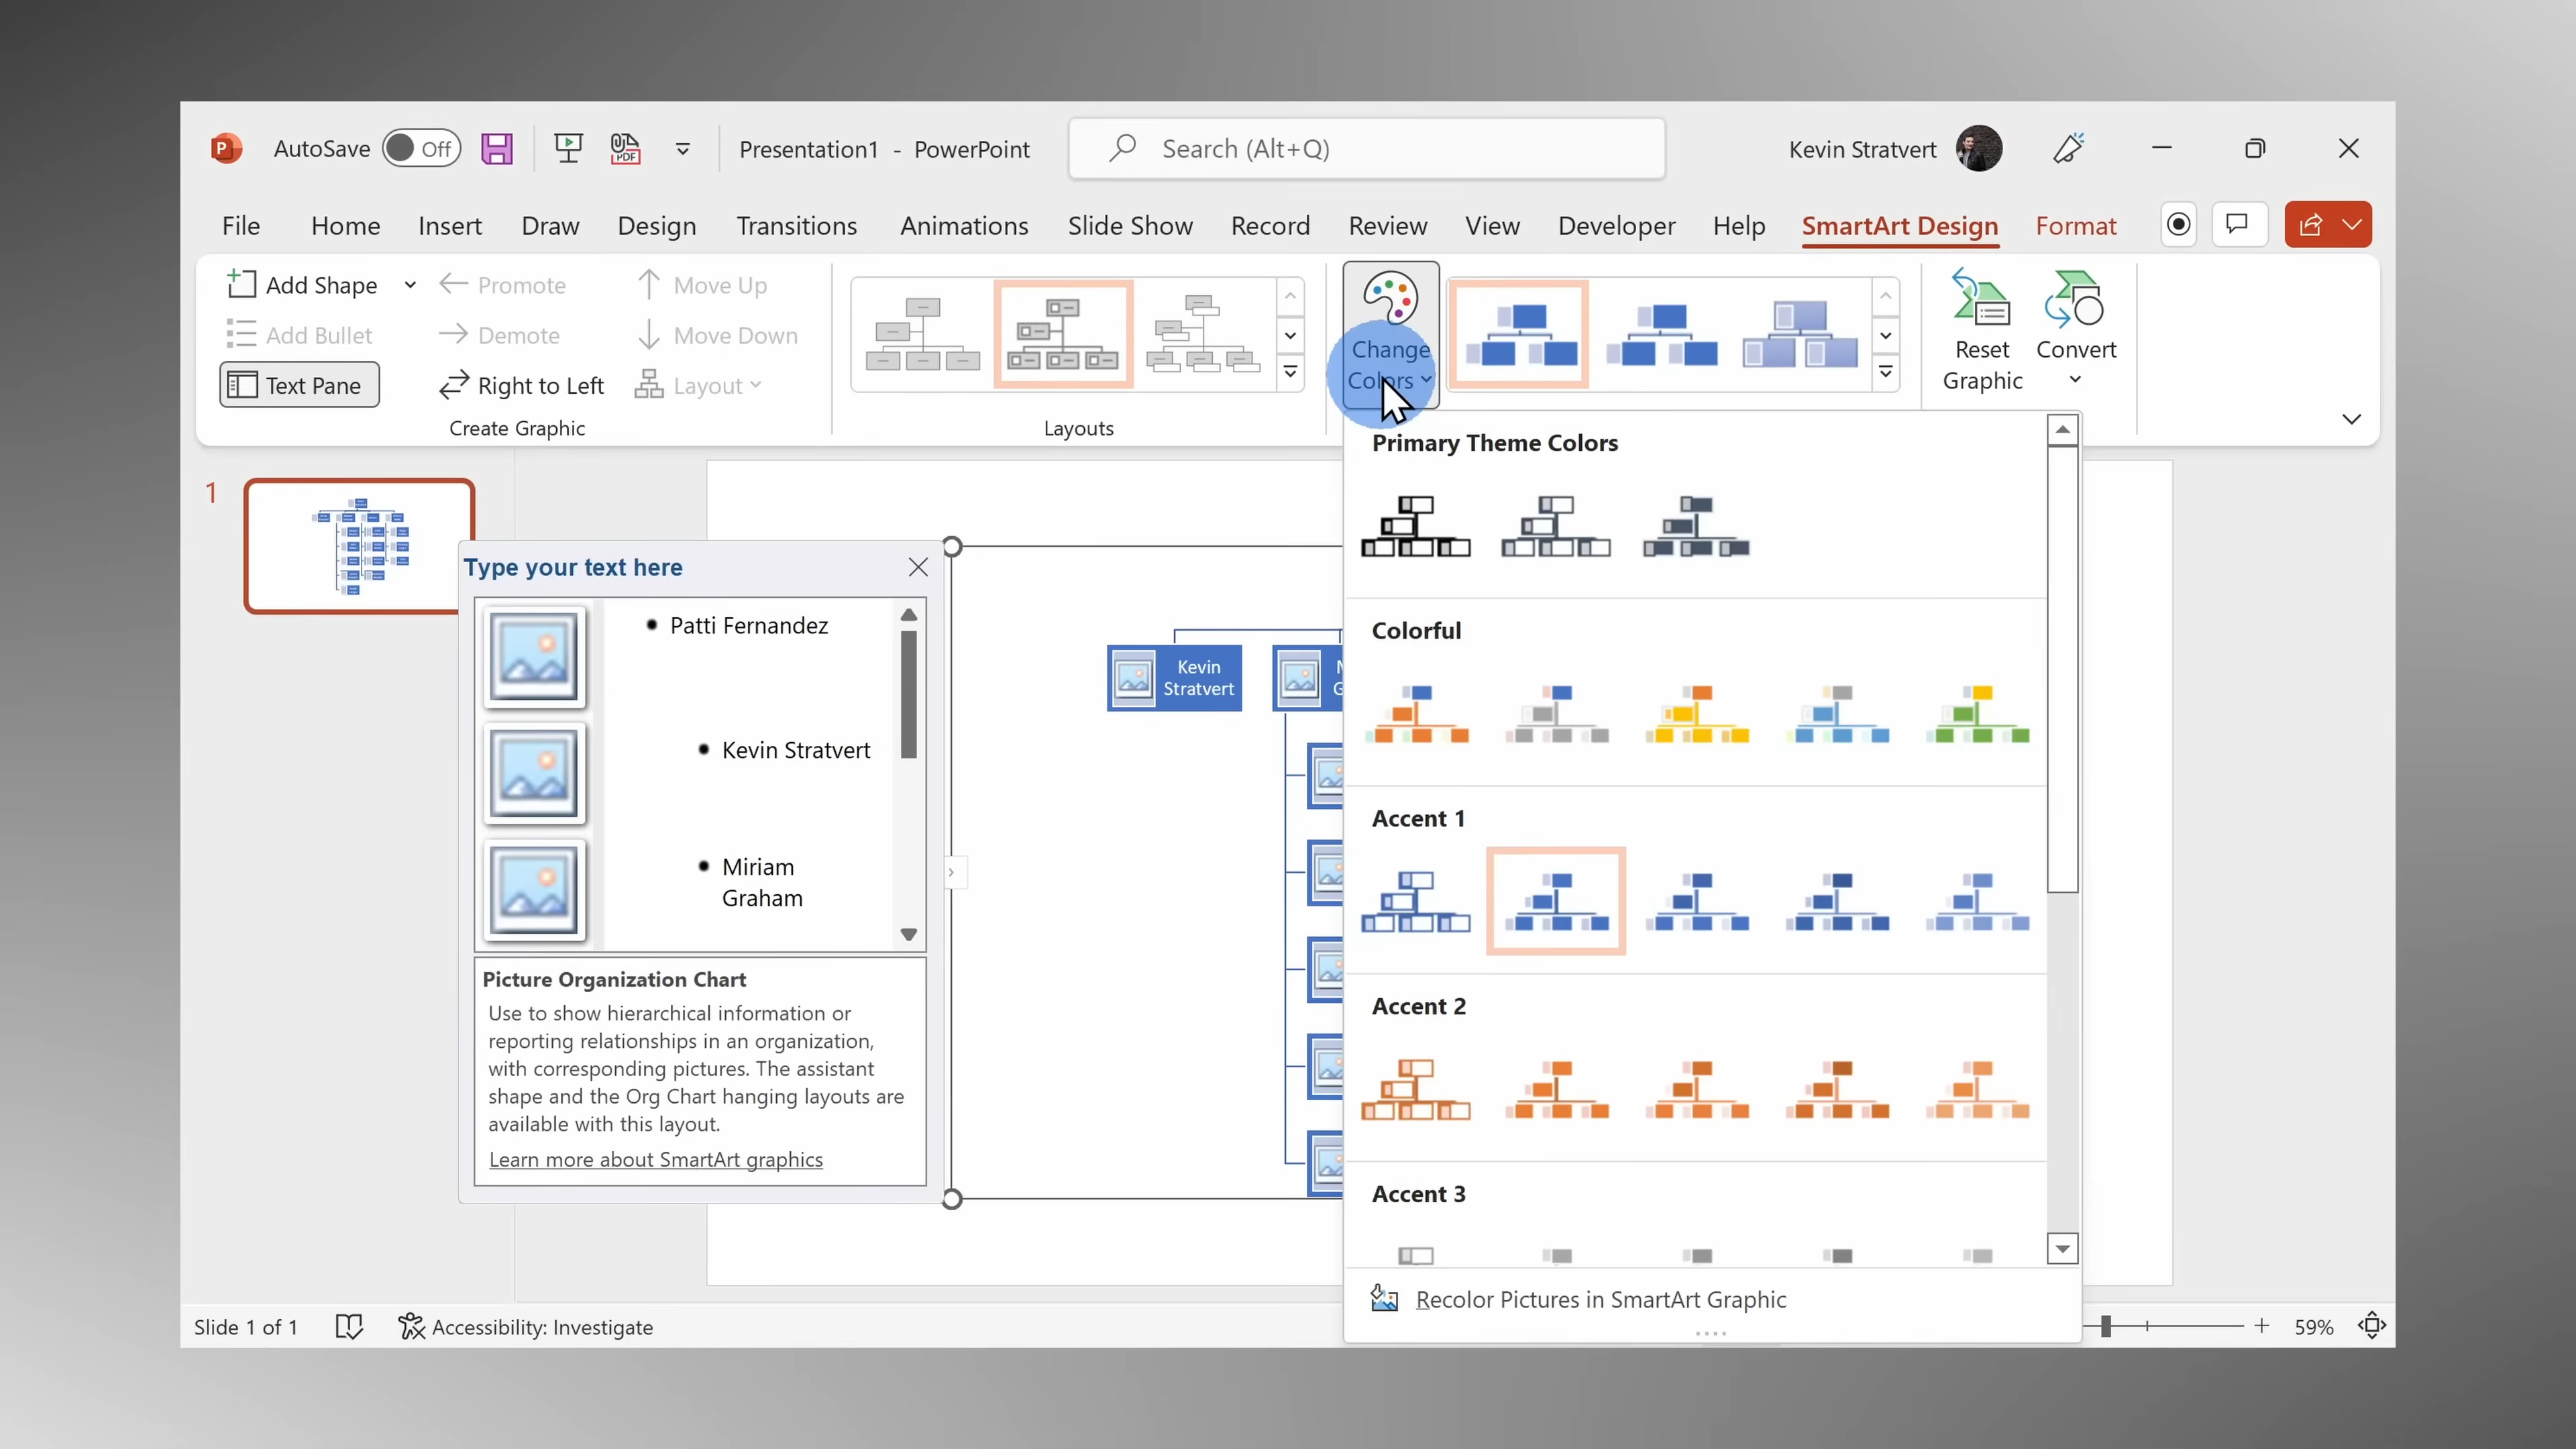 AutoSave Off Presentation1 - PowerPoint Search (Alt+Q) Kevin Stratvert
File Home Insert Draw Design Transitions Animations Slide Show Record Review View Developer Help SmartArt Design Format
Add Shape Promote Move Up
Add Bullet Demote Move Down
Text Pane Right to Left Layout
Create Graphic
Layouts
Change
Colors
Reset
Graphic
Convert
1
Type your text here
Patti Fernandez
Kevin Stratvert
Miriam
Graham
Picture Organization Chart
Use to show hierarchical information or
reporting relationships in an organization,
with corresponding pictures. The assistant
shape and the Org Chart hanging layouts are
available with this layout.
Learn more about SmartArt graphics
Kevin
Stratvert
Primary Theme Colors
Colorful
Accent 1
Accent 2
Accent 3
Recolor Pictures in SmartArt Graphic
Slide 1 of 1 Accessibility: Investigate 59%